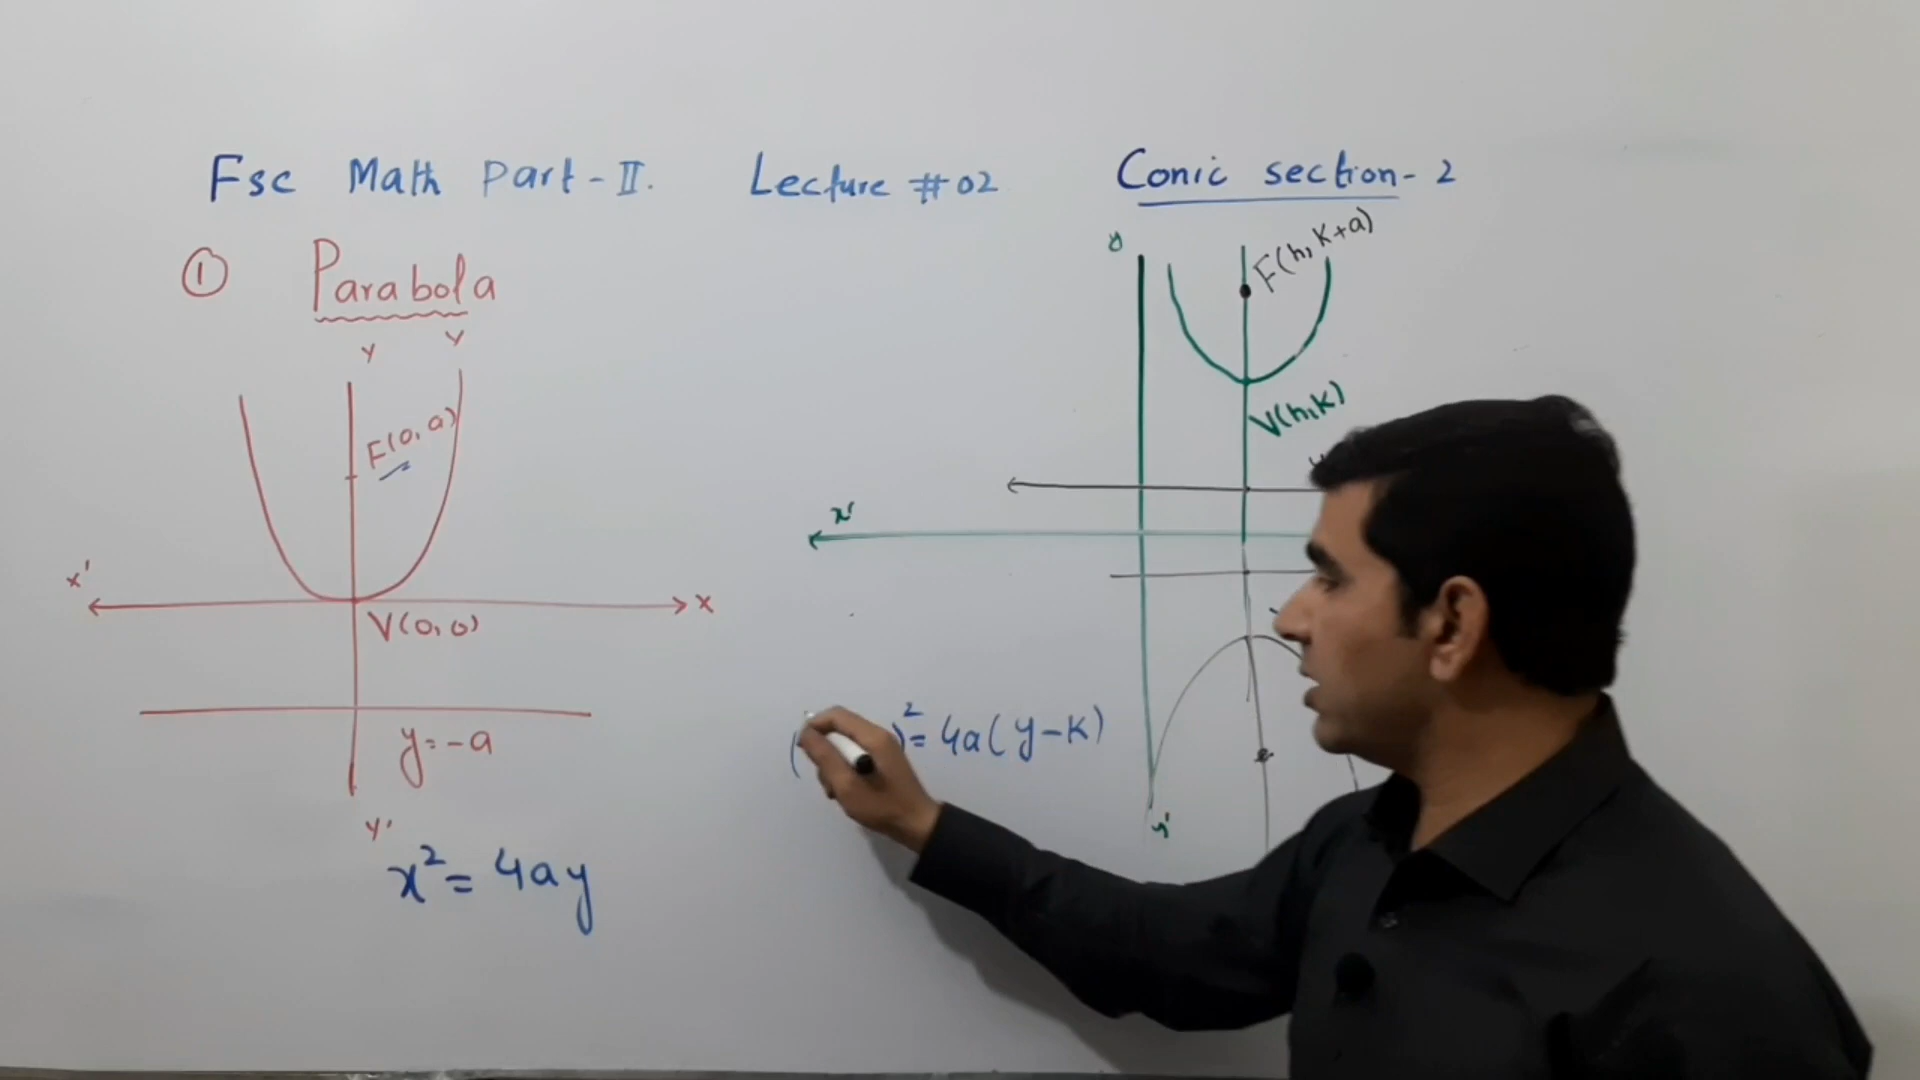 Fsc Math Part-II. Lecture #02 Conic section-2
① Parabola
Y Y
F(0,a)
x' x
V(0,0)
y=-a
Y'
x²=4ay
y
F(h,k+a)
V(h,k)
x'
( )²=4a(y-k)
y'